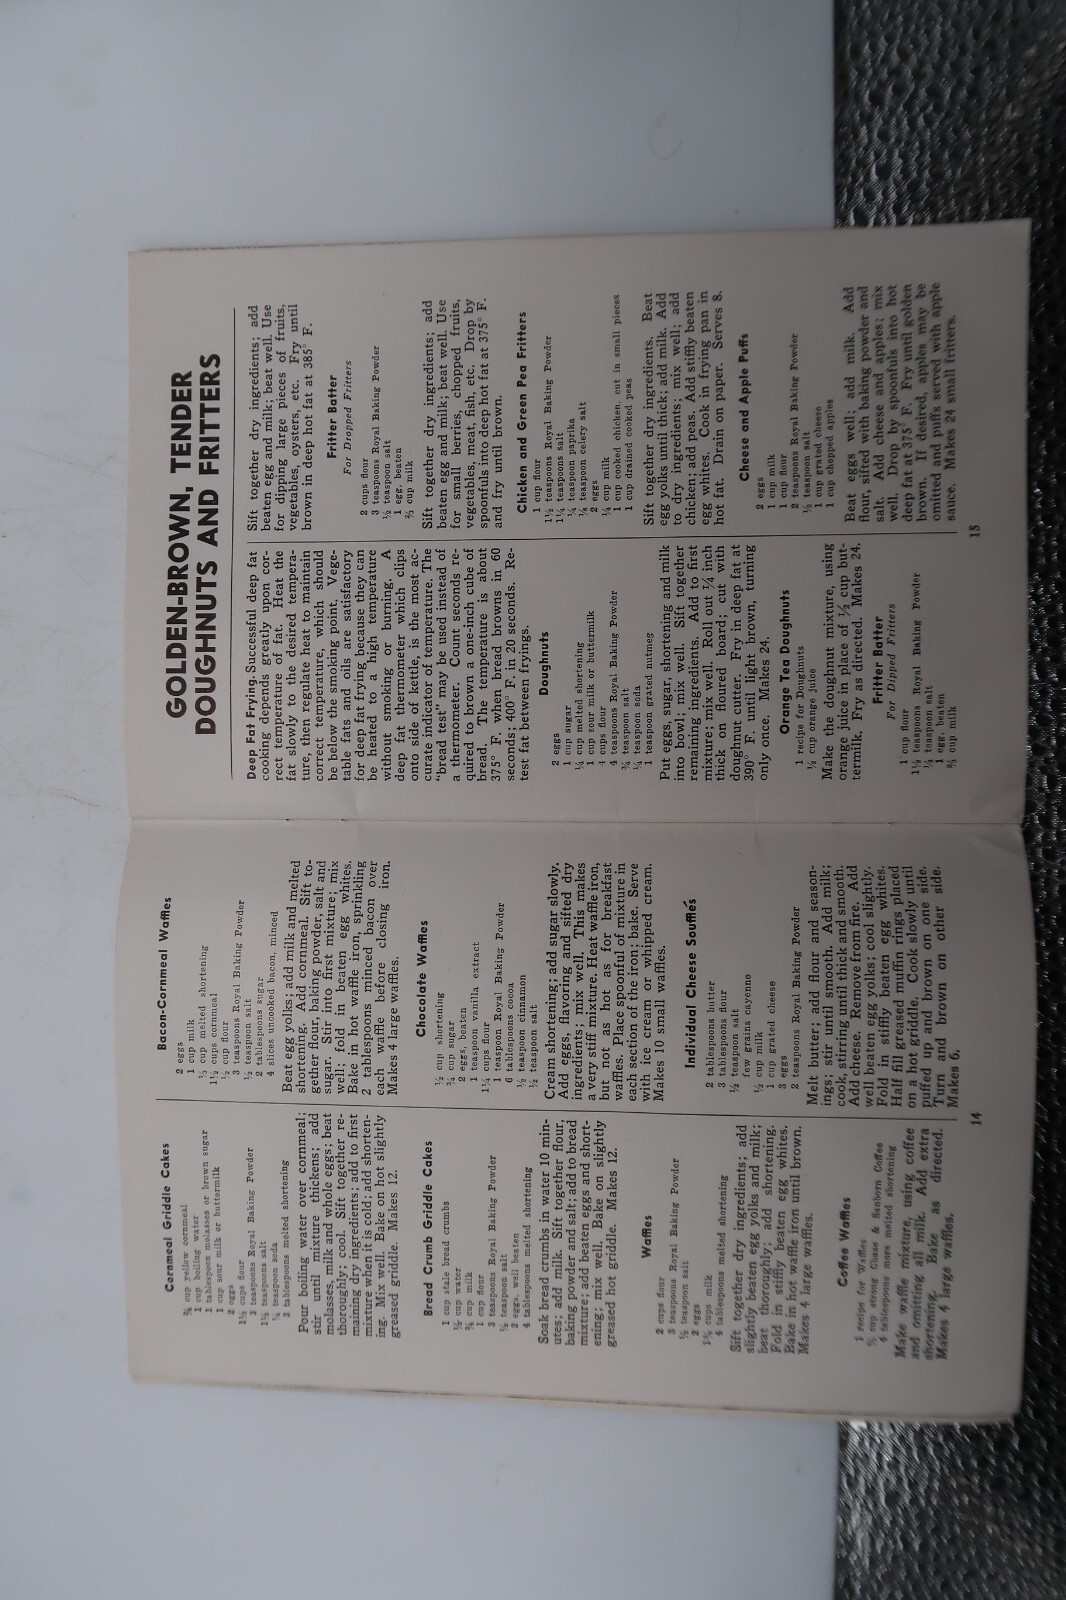 Cornmeal Griddle Cakes
¾ cup yellow cornmeal
1 cup boiling water
tablespoon molasses or brown sugar
1 cup sour milk or buttermilk
2 eggs
1½ cups flour
3 teaspoons Royal Baking Powder
1¼ teaspoons salt
¼ teaspoon soda
3 tablespoons melted shortening
Pour boiling water over cornmeal;
stir until mixture thickens; add
molasses, milk and whole eggs; beat
thoroughly; cool. Sift together re-
maining dry ingredients; add to first
mixture when it is cold; add shorten-
ing. Mix well. Bake on hot slightly
greased griddle. Makes 12.
Bread Crumb Griddle Cakes
1 cup stale bread crumbs
½ cup water
¾ cup milk
1 cup flour
3 teaspoons Royal Baking Powder
½ teaspoon salt
2 eggs, well beaten
4 tablespoons melted shortening
Soak bread crumbs in water 10 min-
utes; add milk. Sift together flour,
baking powder and salt; add to bread
mixture; add beaten eggs and short-
ening; mix well. Bake on slightly
greased hot griddle. Makes 12.
Waffles
2 cups flour
3 teaspoons Royal Baking Powder
½ teaspoon salt
2 eggs
1¾ cups milk
4 tablespoons melted shortening
Sift together dry ingredients; add
slightly beaten egg yolks and milk;
beat thoroughly; add shortening.
Fold in stiffly beaten egg whites.
Bake in hot waffle iron until brown.
Makes 4 large waffles.
Coffee Waffles
1 recipe for Waffles
cup strong Chase & Sanborn Coffee
4 tablespoons more melted shortening
Make waffle mixture, using coffee
and omitting all milk. Add extra
shortening. Bake as directed.
Makes 4 large waffles.
Bacon-Cornmeal Waffles
2 eggs
1 cup milk
⅓ cup melted shortening
1½ cups cornmeal
½ cup flour
3 teaspoons Royal Baking Powder
½ teaspoon salt
2 tablespoons sugar
4 slices uncooked bacon, minced
Beat egg yolks; add milk and melted
shortening. Add cornmeal. Sift to-
gether flour, baking powder, salt and
sugar. Stir into first mixture; mix
well; fold in beaten egg whites.
Bake in hot waffle iron, sprinkling
2 tablespoons minced bacon over
each waffle before closing iron.
Makes 4 large waffles.
Chocolate Waffles
½ cup shortening
¾ cup sugar
2 eggs, beaten
1 teaspoon vanilla extract
1¼ cups flour
1 teaspoon Royal Baking Powder
6 tablespoons cocoa
½ teaspoon cinnamon
½ teaspoon salt
Cream shortening; add sugar slowly.
Add eggs, flavoring and sifted dry
ingredients; mix well. This makes
a very stiff mixture. Heat waffle iron,
but not as hot as for breakfast
waffles. Place spoonful of mixture in
each section of the iron; bake. Serve
with ice cream or whipped cream.
Makes 10 small waffles.
Individual Cheese Soufflés
2 tablespoons butter
3 tablespoons flour
½ teaspoon salt
few grains cayenne
½ cup milk
1 cup grated cheese
3 eggs
2 teaspoons Royal Baking Powder
Melt butter; add flour and season-
ings; stir until smooth. Add milk;
cook, stirring until thick and smooth.
Add cheese. Remove from fire. Add
well beaten egg yolks; cool slightly.
Fold in stiffly beaten egg whites.
Half fill greased muffin rings placed
on a hot griddle. Cook slowly until
puffed up and brown on one side.
Turn and brown on other side.
Makes 6.
14
GOLDEN-BROWN, TENDER
DOUGHNUTS AND FRITTERS
Deep Fat Frying. Successful deep fat
cooking depends greatly upon cor-
rect temperature of fat. Heat the
fat slowly to the desired tempera-
ture, then regulate heat to maintain
correct temperature, which should
be below the smoking point. Vege-
table fats and oils are satisfactory
for deep fat frying because they can
be heated to a high temperature
without smoking or burning. A
deep fat thermometer which clips
onto side of kettle, is the most ac-
curate indicator of temperature. The
"bread test" may be used instead of
a thermometer. Count seconds re-
quired to brown a one-inch cube of
bread. The temperature is about
375° F. when bread browns in 60
seconds; 400° F. in 20 seconds. Re-
test fat between fryings.
Doughnuts
2 eggs
1 cup sugar
¼ cup melted shortening
1 cup sour milk or buttermilk
4 cups flour
4 teaspoons Royal Baking Powder
¾ teaspoon salt
¼ teaspoon soda
1 teaspoon grated nutmeg
Put eggs, sugar, shortening and milk
into bowl; mix well. Sift together
remaining ingredients. Add to first
mixture; mix well. Roll out ¼ inch
thick on floured board; cut with
doughnut cutter. Fry in deep fat at
390° F. until light brown, turning
only once. Makes 24.
Orange Tea Doughnuts
1 recipe for Doughnuts
½ cup orange juice
Make the doughnut mixture, using
orange juice in place of ½ cup but-
termilk. Fry as directed. Makes 24.
Fritter Batter
For Dipped Fritters
1 cup flour
1½ teaspoons Royal Baking Powder
¼ teaspoon salt
1 egg, beaten
⅔ cup milk
Sift together dry ingredients; add
beaten egg and milk; beat well. Use
for dipping large pieces of fruits,
vegetables, oysters, etc. Fry until
brown in deep hot fat at 385° F.
Fritter Batter
For Dropped Fritters
2 cups flour
3 teaspoons Royal Baking Powder
½ teaspoon salt
1 egg, beaten
⅔ cup milk
Sift together dry ingredients; add
beaten egg and milk; beat well. Use
for small berries, chopped fruits,
vegetables, meat, fish, etc. Drop by
spoonfuls into deep hot fat at 375° F.
and fry until brown.
Chicken and Green Pea Fritters
1 cup flour
1½ teaspoons Royal Baking Powder
1¼ teaspoons salt
¼ teaspoon paprika
⅛ teaspoon celery salt
2 eggs
½ cup milk
1 cup cooked chicken, cut in small pieces
1 cup drained cooked peas
Sift together dry ingredients. Beat
egg yolks until thick; add milk. Add
to dry ingredients; mix well; add
chicken; add peas. Add stiffly beaten
egg whites. Cook in frying pan in
hot fat. Drain on paper. Serves 8.
Cheese and Apple Puffs
2 eggs
1 cup milk
1 cup flour
2 teaspoons Royal Baking Powder
½ teaspoon salt
1 cup grated cheese
1 cup chopped apples
Beat eggs well; add milk. Add
flour, sifted with baking powder and
salt. Add cheese and apples; mix
well. Drop by spoonfuls into hot
deep fat at 375° F. Fry until golden
brown. If desired, apples may be
omitted and puffs served with apple
sauce. Makes 24 small fritters.
15